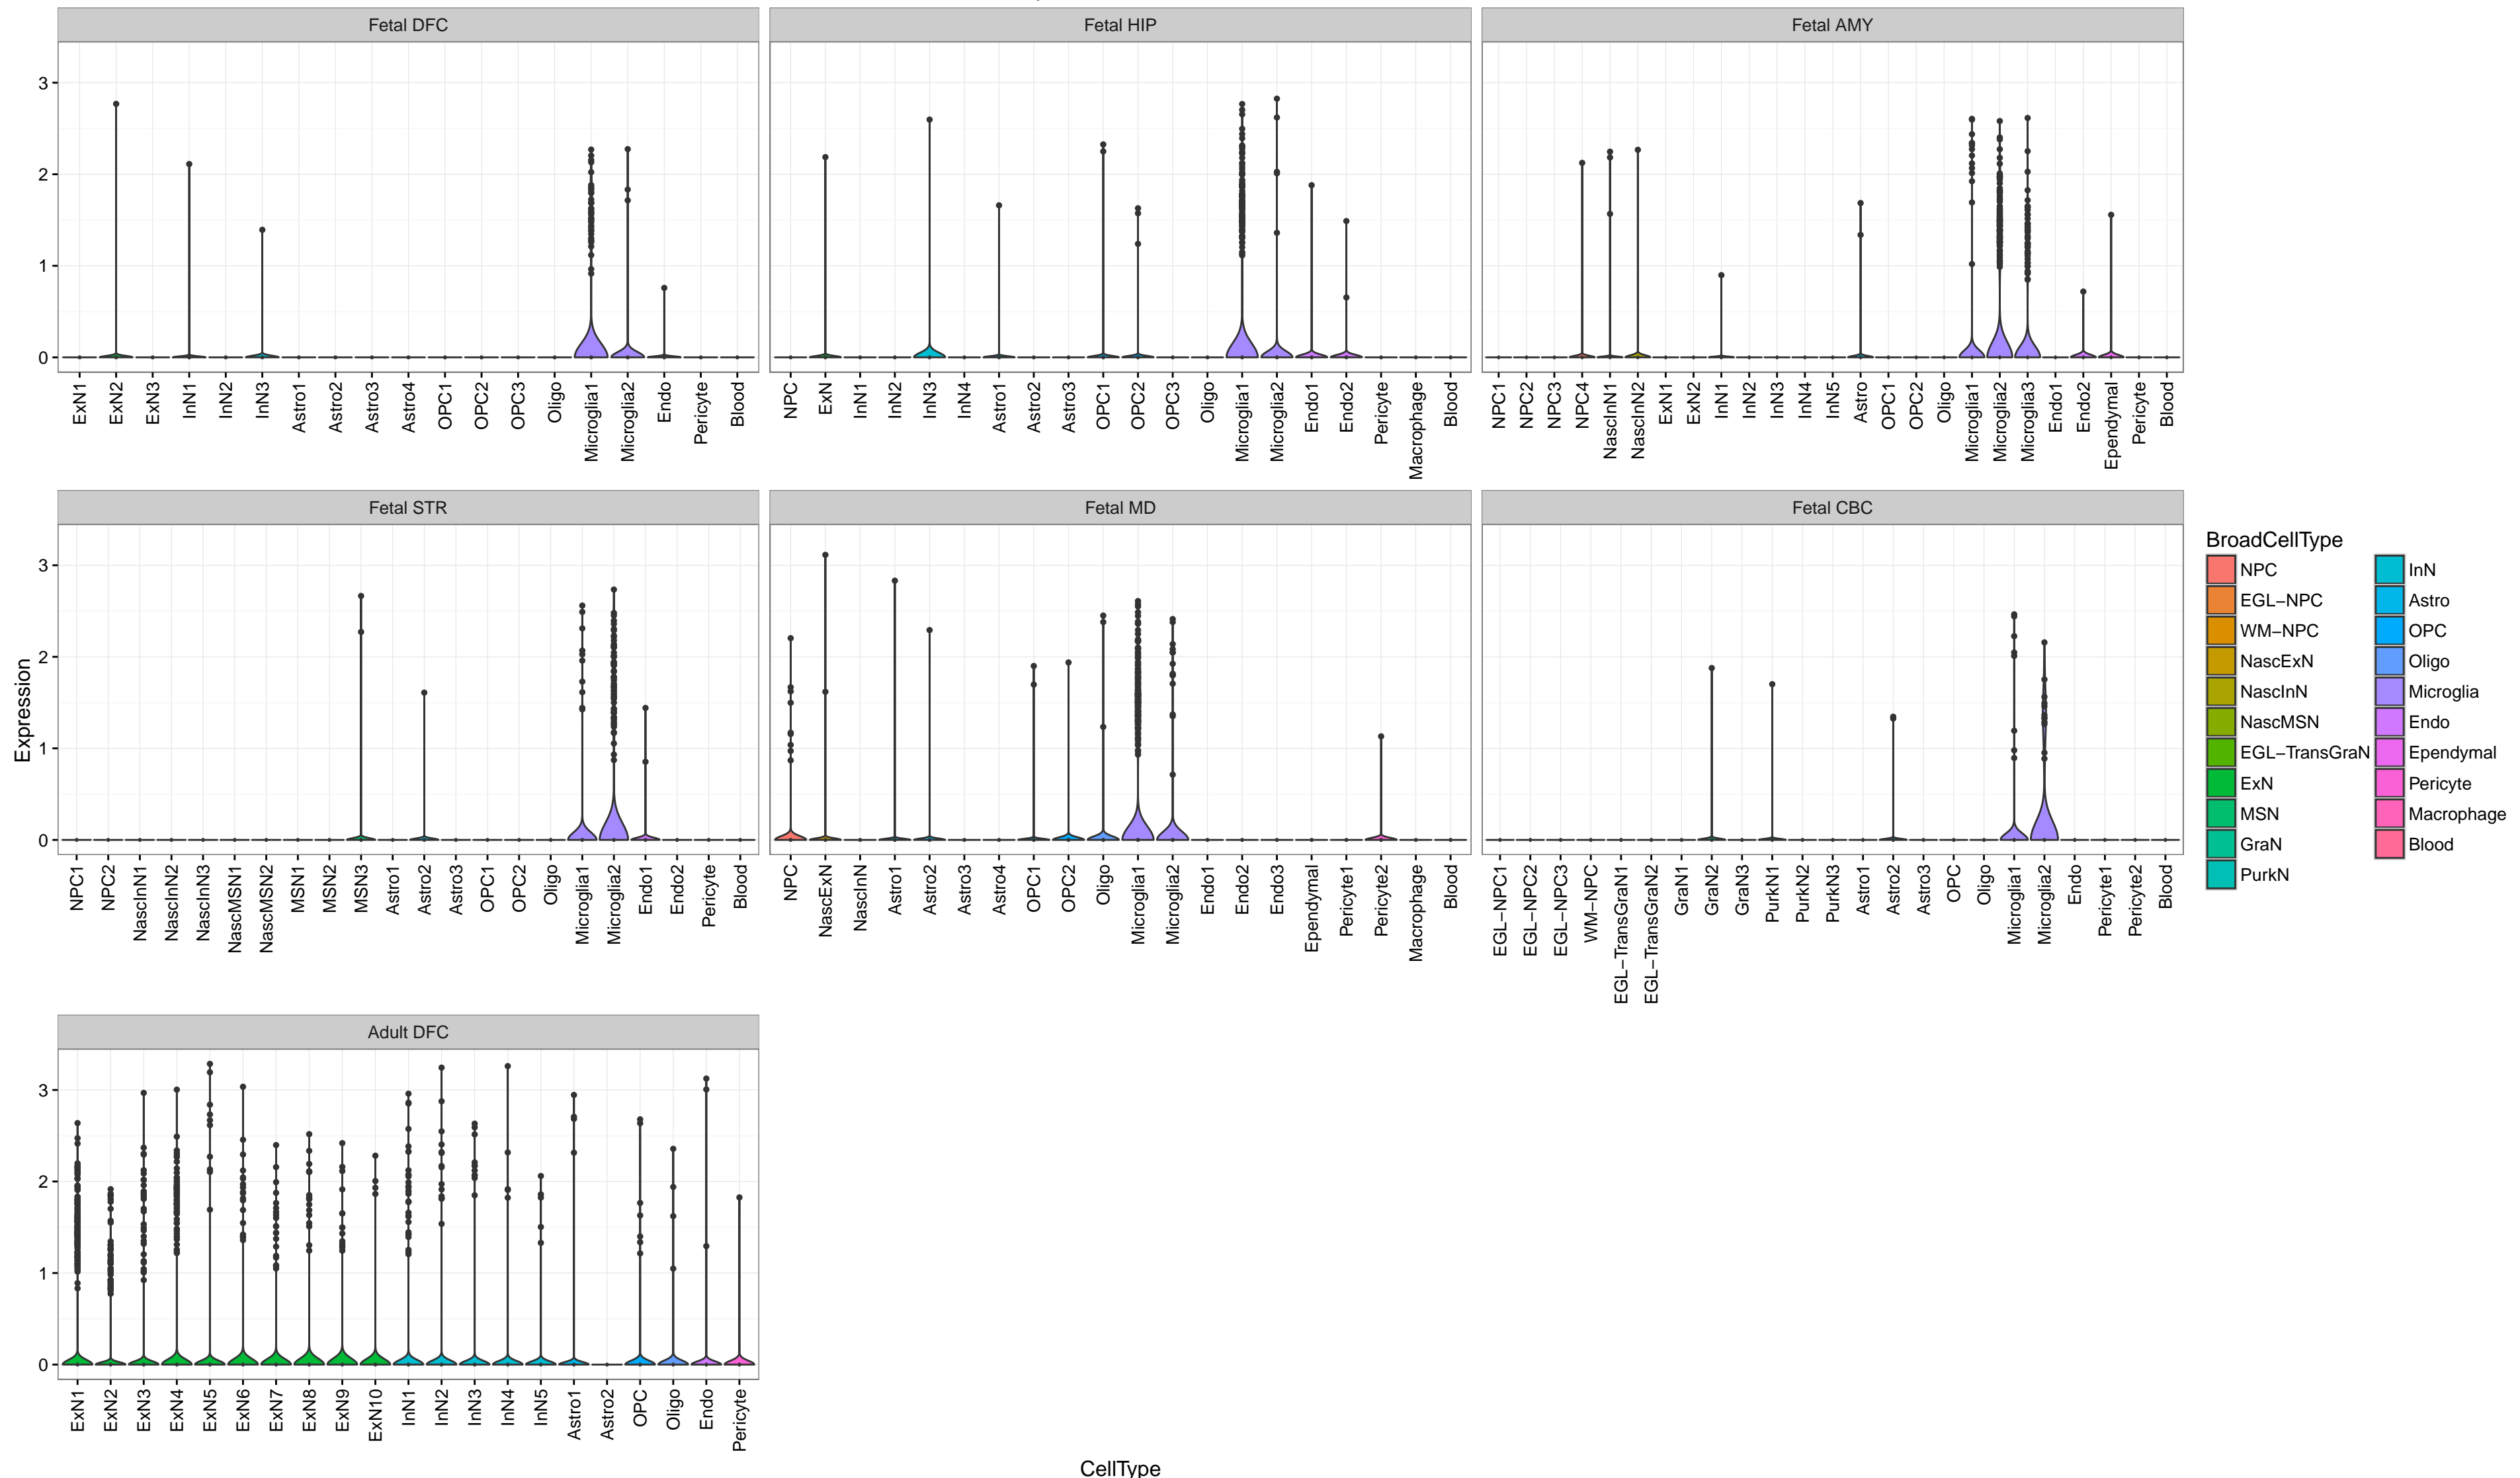 Fetal DFC
Fetal HIP
Fetal AMY
3
2
1
0
ExN1
ExN2
ExN3
InN1
InN2
InN3
Astro1
Astro2
Astro3
Astro4
OPC1
OPC2
OPC3
Oligo
Microglia1
Microglia2
Endo
Pericyte
Blood
NPC
ExN
InN1
InN2
InN3
InN4
Astro1
Astro2
Astro3
OPC1
OPC2
OPC3
Oligo
Microglia1
Microglia2
Endo1
Endo2
Pericyte
Macrophage
Blood
NPC1
NPC2
NPC3
NPC4
NascInN1
NascInN2
ExN1
ExN2
InN1
InN2
InN3
InN4
InN5
Astro
OPC1
OPC2
Oligo
Microglia1
Microglia2
Microglia3
Endo1
Endo2
Ependymal
Pericyte
Blood
Fetal STR
Fetal MD
Fetal CBC
Expression
3
2
1
0
NPC1
NPC2
NascInN1
NascInN2
NascInN3
NascMSN1
NascMSN2
MSN1
MSN2
MSN3
Astro1
Astro2
Astro3
OPC1
OPC2
Oligo
Microglia1
Microglia2
Endo1
Endo2
Pericyte
Blood
NPC
NascExN
NascInN
Astro1
Astro2
Astro3
Astro4
OPC1
OPC2
Oligo
Microglia1
Microglia2
Endo1
Endo2
Endo3
Ependymal
Pericyte1
Pericyte2
Macrophage
Blood
EGL−NPC1
EGL−NPC2
EGL−NPC3
WM−NPC
EGL−TransGraN1
EGL−TransGraN2
GraN1
GraN2
GraN3
PurkN1
PurkN2
PurkN3
Astro1
Astro2
Astro3
OPC
Oligo
Microglia1
Microglia2
Endo
Pericyte1
Pericyte2
Blood
BroadCellType
NPC
EGL−NPC
WM−NPC
NascExN
NascInN
NascMSN
EGL−TransGraN
ExN
MSN
GraN
PurkN
InN
Astro
OPC
Oligo
Microglia
Endo
Ependymal
Pericyte
Macrophage
Blood
Adult DFC
3
2
1
0
ExN1
ExN2
ExN3
ExN4
ExN5
ExN6
ExN7
ExN8
ExN9
ExN10
InN1
InN2
InN3
InN4
InN5
Astro1
Astro2
OPC
Oligo
Endo
Pericyte
CellType